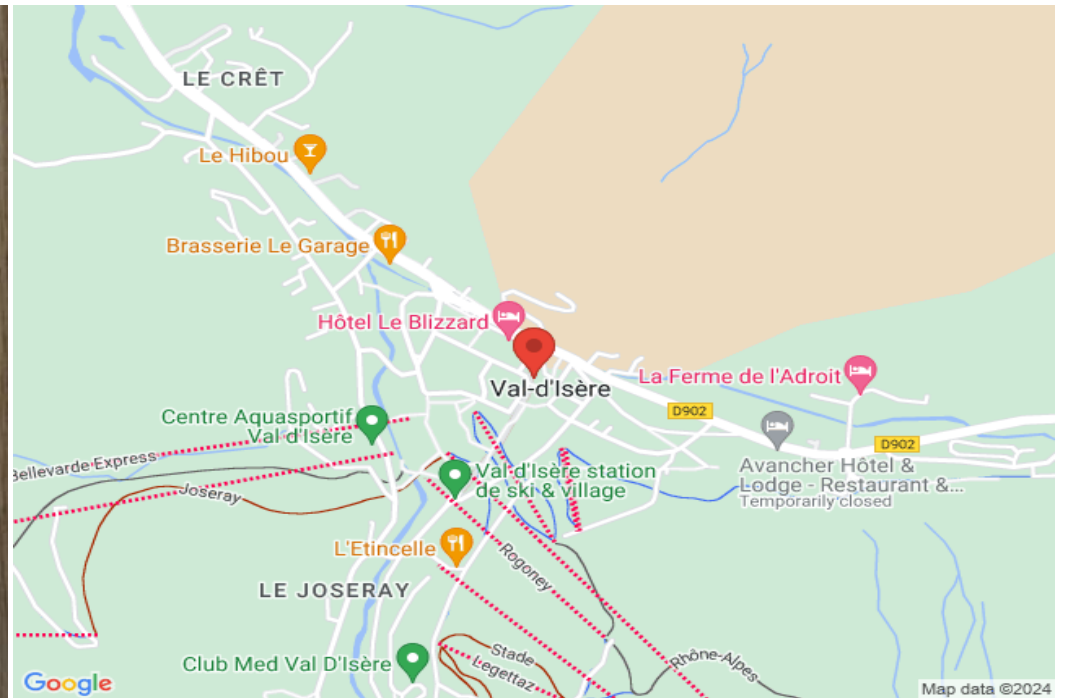 LE CRÊT
Le Hibou
Brasserie Le Garage
Hôtel Le Blizzard
Val-d'Isère
La Ferme de l'Adroit
D902
Centre Aquasportif
Val d'Isère
D902
Bellevarde Express
Joseray
Val d'Isère station
de ski & village
Avancher Hôtel &
Lodge - Restaurant &...
Temporarily closed
L'Etincelle
Rogoney
LE JOSERAY
Club Med Val D'Isère
Stade
Legettaz
Rhône-Alpes
Google
Map data ©2024